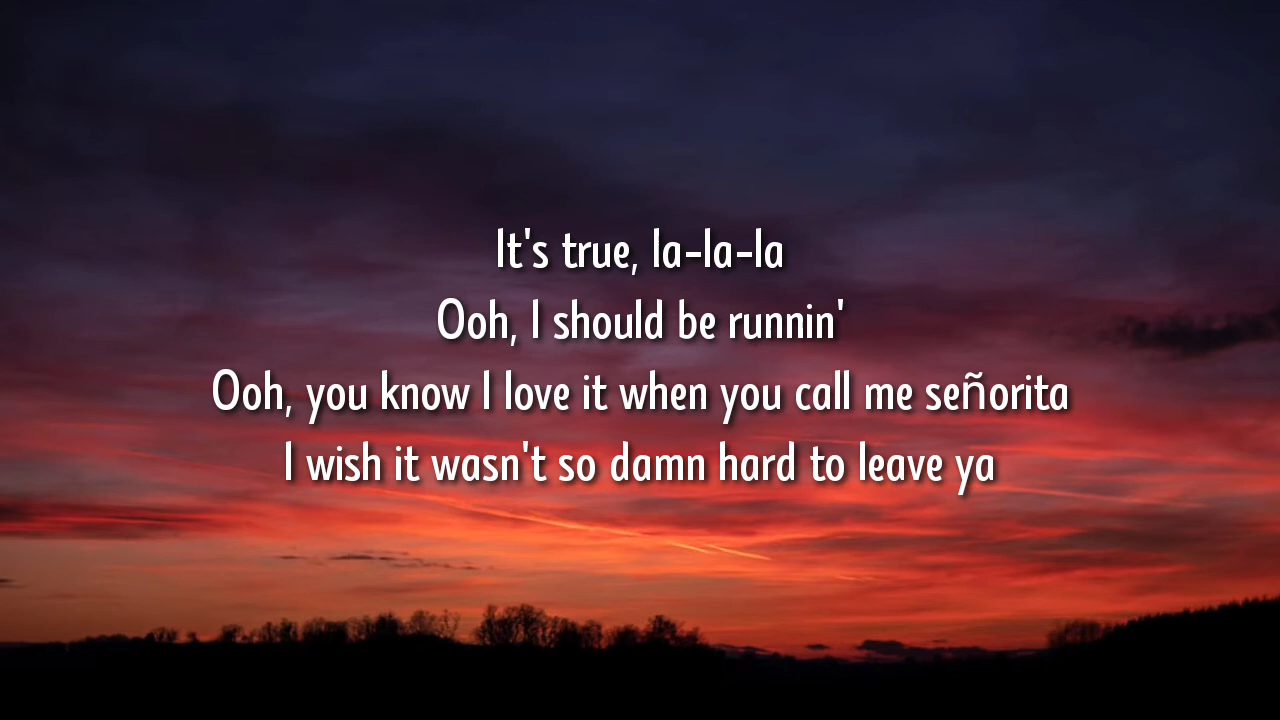 It's true, la-la-la
Ooh, I should be runnin'
Ooh, you know I love it when you call me señorita
I wish it wasn't so damn hard to leave ya